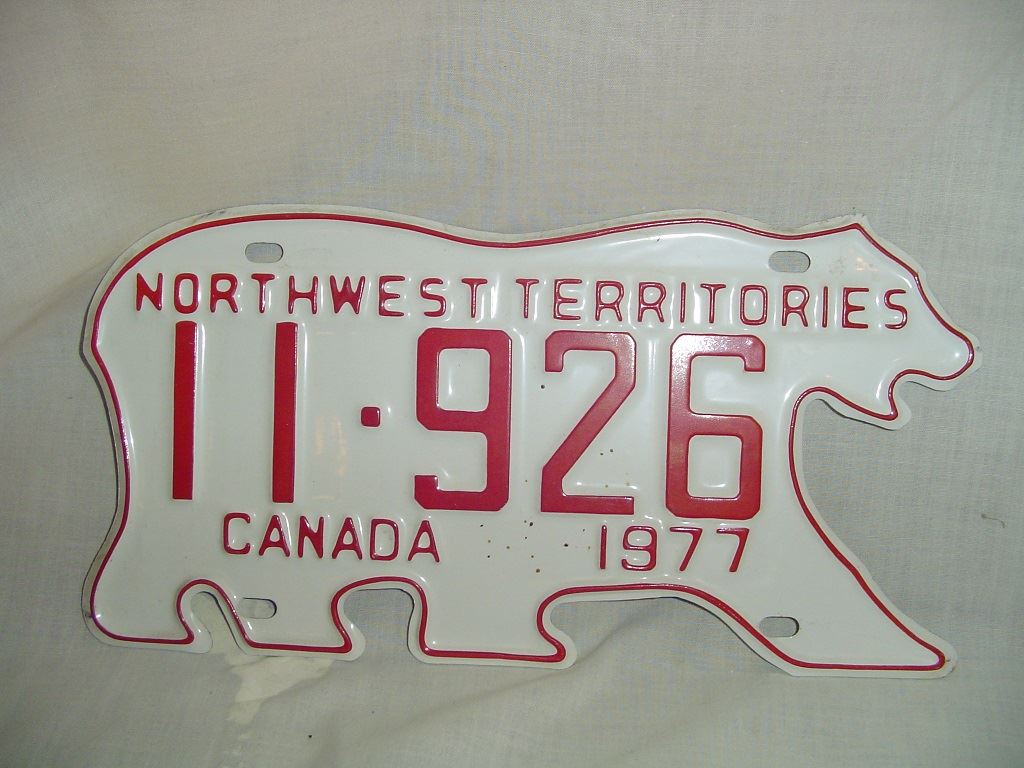 NORTHWEST TERRITORIES
11·926
CANADA 1977